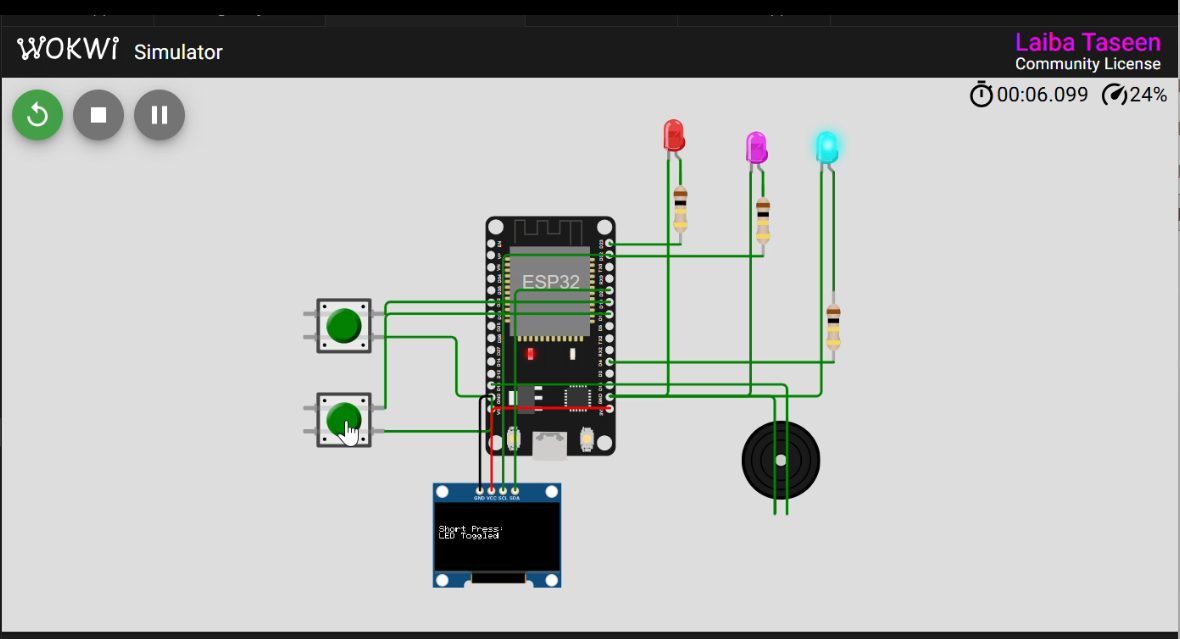 WOKWi Simulator
Laiba Taseen
Community License
00:06.099 24%
ESP32
GND VCC SCL SDA
Short Press:
LED Toggled